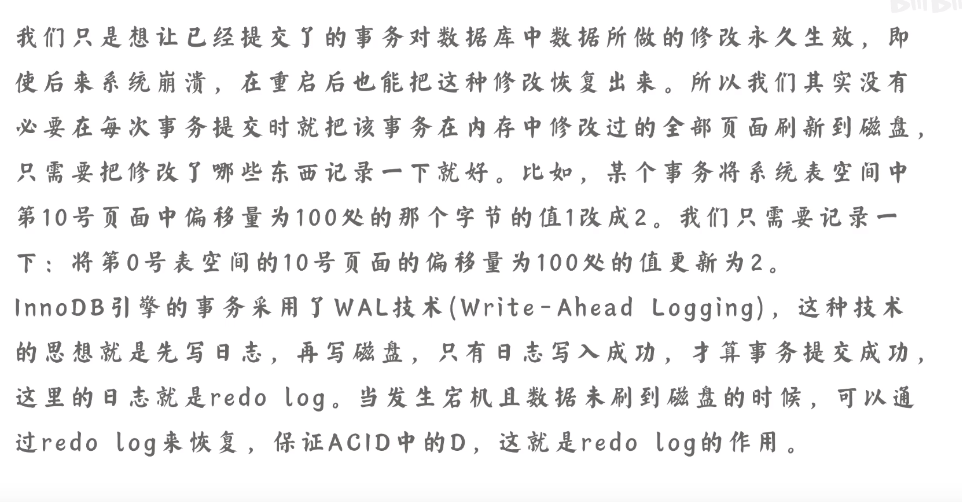 我们只是想让已经提交了的事务对数据库中数据所做的修改永久生效，即
使后来系统崩溃，在重启后也能把这种修改恢复出来。所以我们其实没有
必要在每次事务提交时就把该事务在内存中修改过的全部页面刷新到磁盘，
只需要把修改了哪些东西记录一下就好。比如，某个事务将系统表空间中
第10号页面中偏移量为100处的那个字节的值1改成2。我们只需要记录一
下：将第0号表空间的10号页面的偏移量为100处的值更新为2。
InnoDB引擎的事务采用了WAL技术(Write-Ahead Logging)，这种技术
的思想就是先写日志，再写磁盘，只有日志写入成功，才算事务提交成功，
这里的日志就是redo log。当发生宕机且数据未刷到磁盘的时候，可以通
过redo log来恢复，保证ACID中的D，这就是redo log的作用。